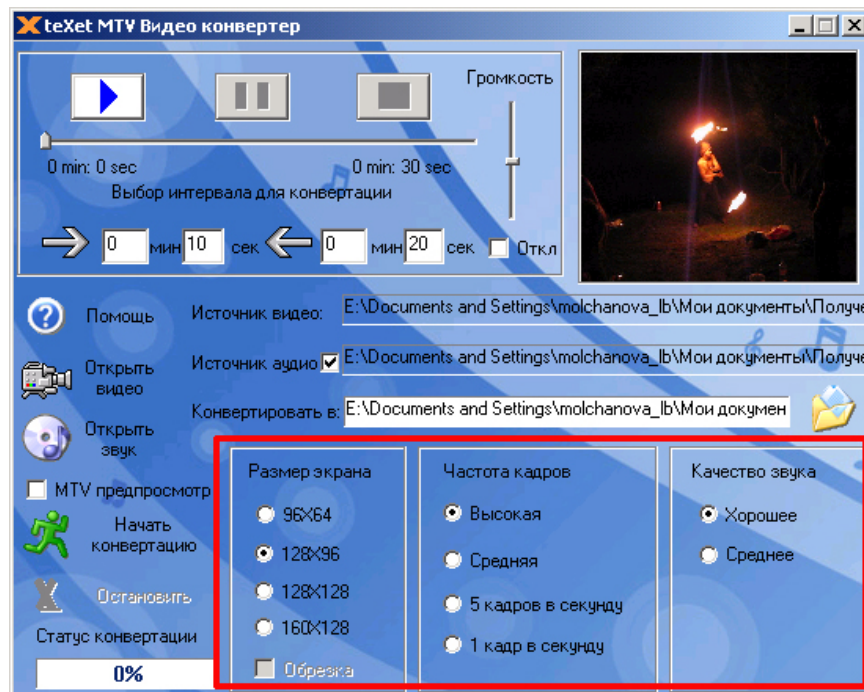 teXet MTV Видео конвертер
Громкость
0 min: 0 sec
0 min: 30 sec
Выбор интервала для конвертации
0 мин 10 сек 0 мин 20 сек Откл
Помощь
Источник видео: E:\Documents and Settings\molchanova_lb\Мои документы\Получе
Открыть видео
Источник аудио E:\Documents and Settings\molchanova_lb\Мои документы\Получе
Открыть звук
Конвертировать в: E:\Documents and Settings\molchanova_lb\Мои докумен
MTV предпросмотр
Начать конвертацию
Остановить
Статус конвертации
0%
Размер экрана
96X64
128X96
128X128
160X128
Обрезка
Частота кадров
Высокая
Средняя
5 кадров в секунду
1 кадр в секунду
Качество звука
Хорошее
Среднее